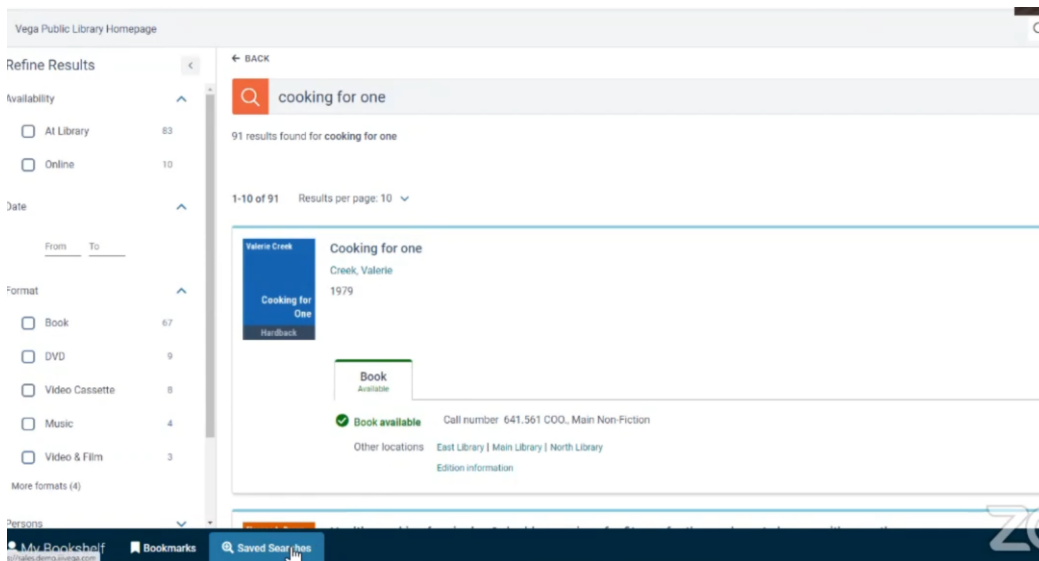 Vega Public Library Homepage
Refine Results
← BACK
Availability
At Library 83
Online 10
Date
From To
Format
Book 67
DVD 9
Video Cassette 8
Music 4
Video & Film 3
More formats (4)
Persons
cooking for one
91 results found for cooking for one
1-10 of 91 Results per page: 10
Valerie Creek
Cooking for
One
Hardback
Cooking for one
Creek, Valerie
1979
Book
Available
Book available Call number 641.561 COO., Main Non-Fiction
Other locations East Library | Main Library | North Library
Edition information
My Bookshelf Bookmarks Saved Searches